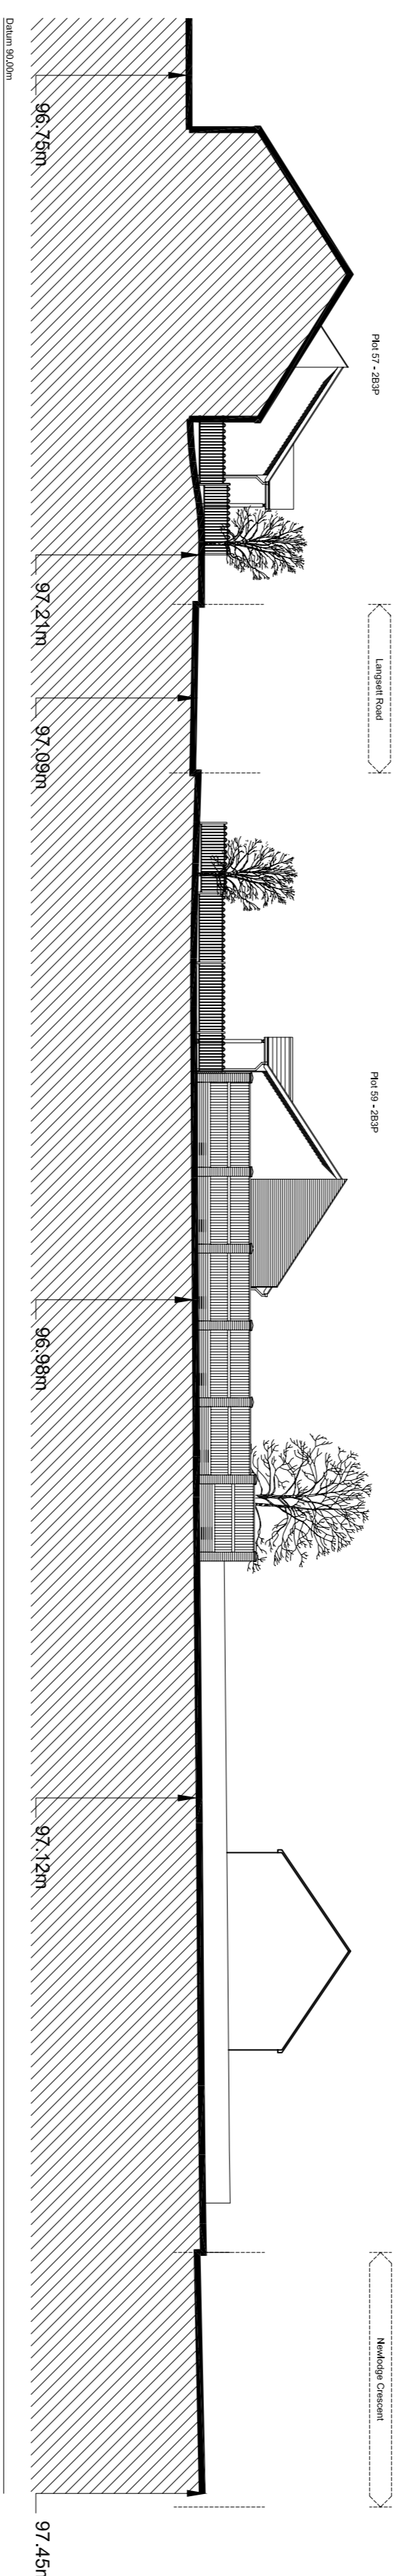 Plot 57 - 2B3P
Langsett Road
Plot 59 - 2B3P
Newlodge Crescent
96.75m
97.21m
97.09m
96.98m
97.12m
97.45m
Datum 90.00m